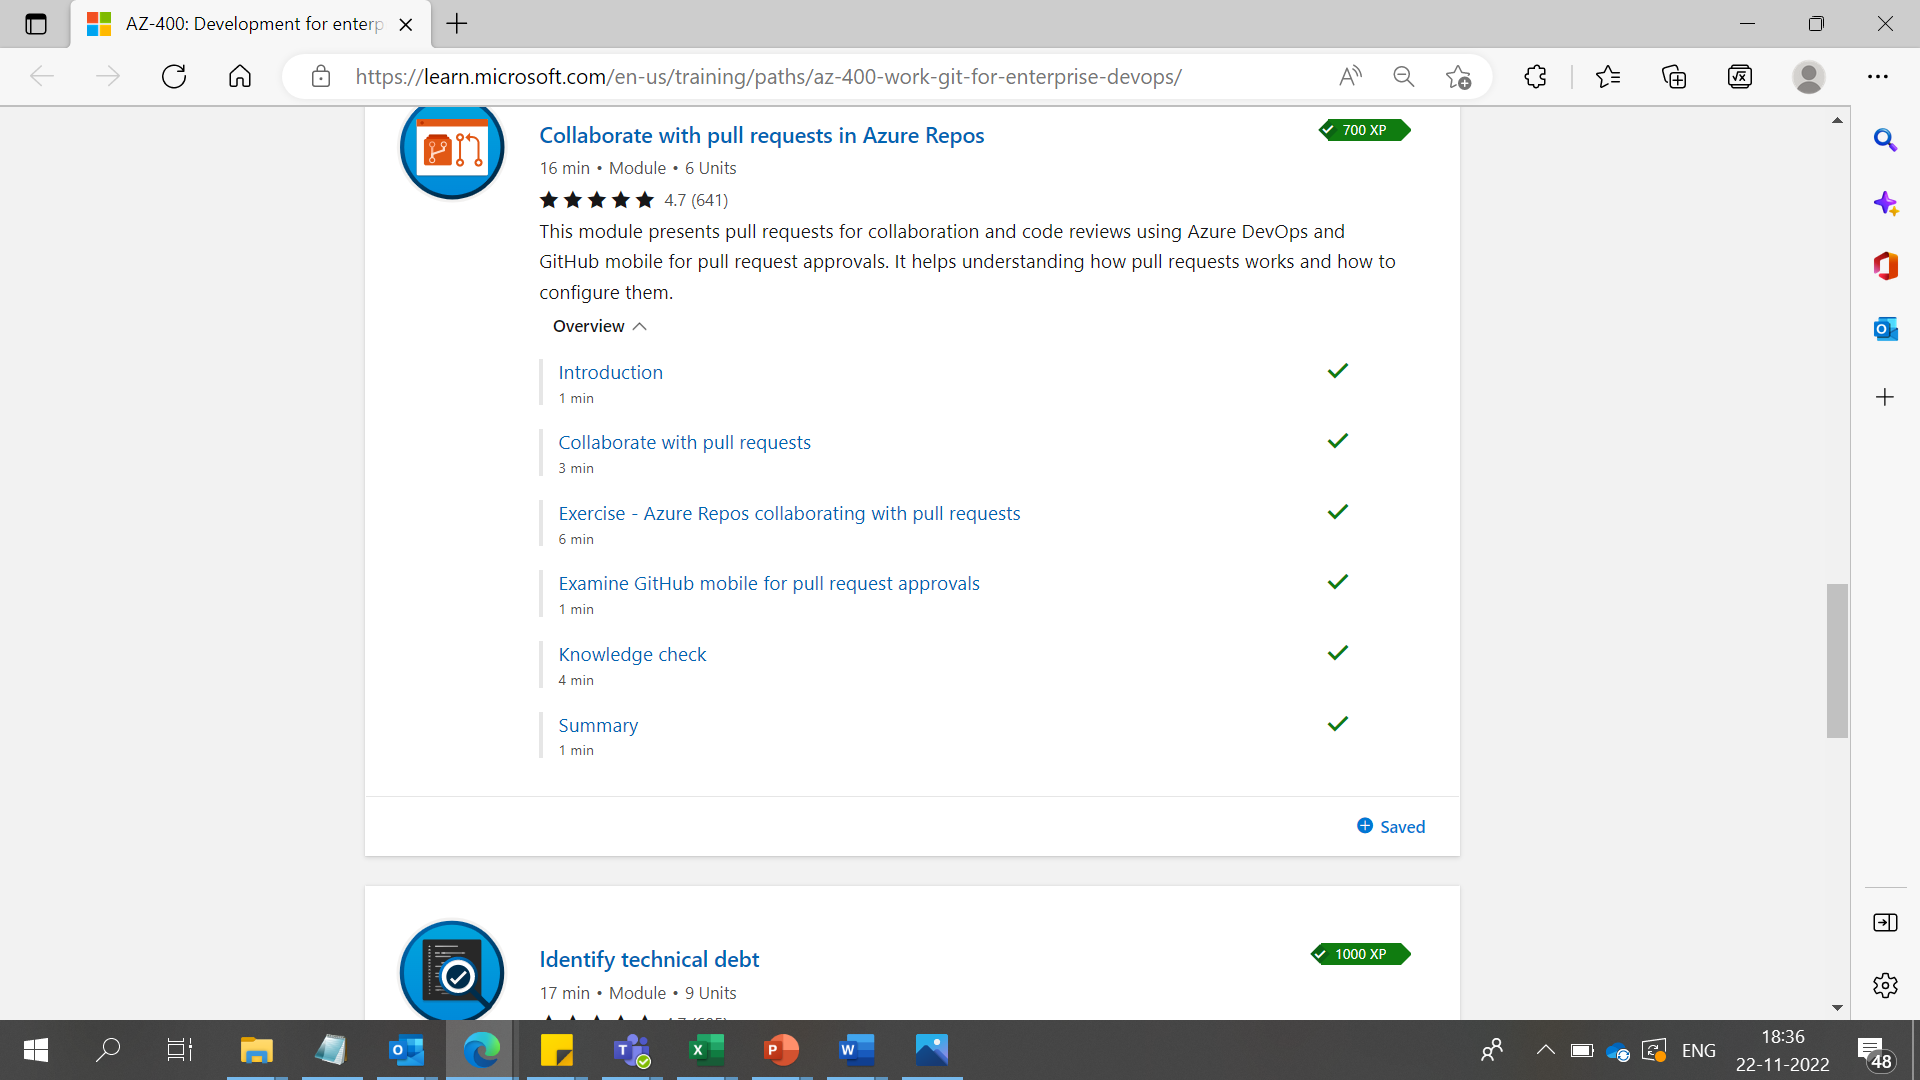 AZ-400: Development for enterp
https://learn.microsoft.com/en-us/training/paths/az-400-work-git-for-enterprise-devops/
Collaborate with pull requests in Azure Repos
700 XP
16 min • Module • 6 Units
4.7 (641)
This module presents pull requests for collaboration and code reviews using Azure DevOps and
GitHub mobile for pull request approvals. It helps understanding how pull requests works and how to
configure them.
Overview
Introduction
1 min
Collaborate with pull requests
3 min
Exercise - Azure Repos collaborating with pull requests
6 min
Examine GitHub mobile for pull request approvals
1 min
Knowledge check
4 min
Summary
1 min
Saved
Identify technical debt
1000 XP
17 min • Module • 9 Units
ENG
18:36
22-11-2022
48